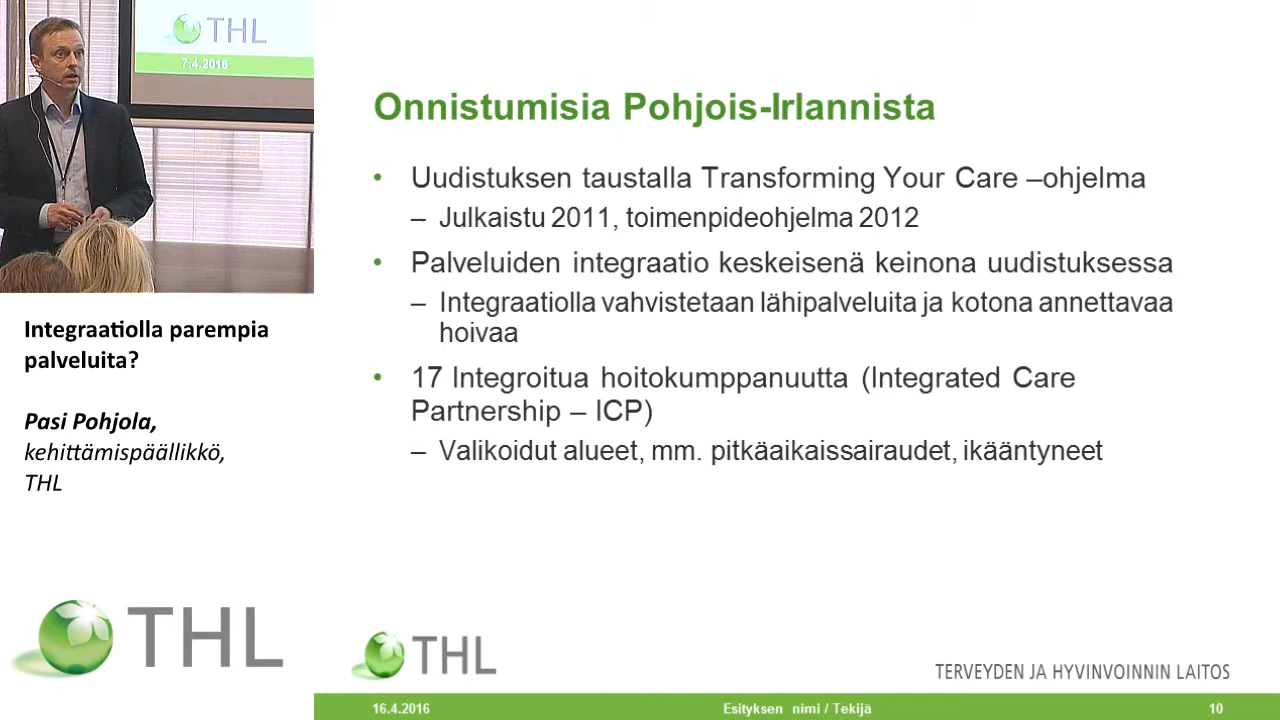 THL
7.4.2016
Integraatiolla parempia
palveluita?
Pasi Pohjola,
kehittämispäällikkö,
THL
THL
Onnistumisia Pohjois-Irlannista
• Uudistuksen taustalla Transforming Your Care –ohjelma
– Julkaistu 2011, toimenpideohjelma 2012
• Palveluiden integraatio keskeisenä keinona uudistuksessa
– Integraatiolla vahvistetaan lähipalveluita ja kotona annettavaa
hoivaa
• 17 Integroitua hoitokumppanuutta (Integrated Care
Partnership – ICP)
– Valikoidut alueet, mm. pitkäaikaissairaudet, ikääntyneet
THL
TERVEYDEN JA HYVINVOINNIN LAITOS
16.4.2016
Esityksen nimi / Tekijä
10